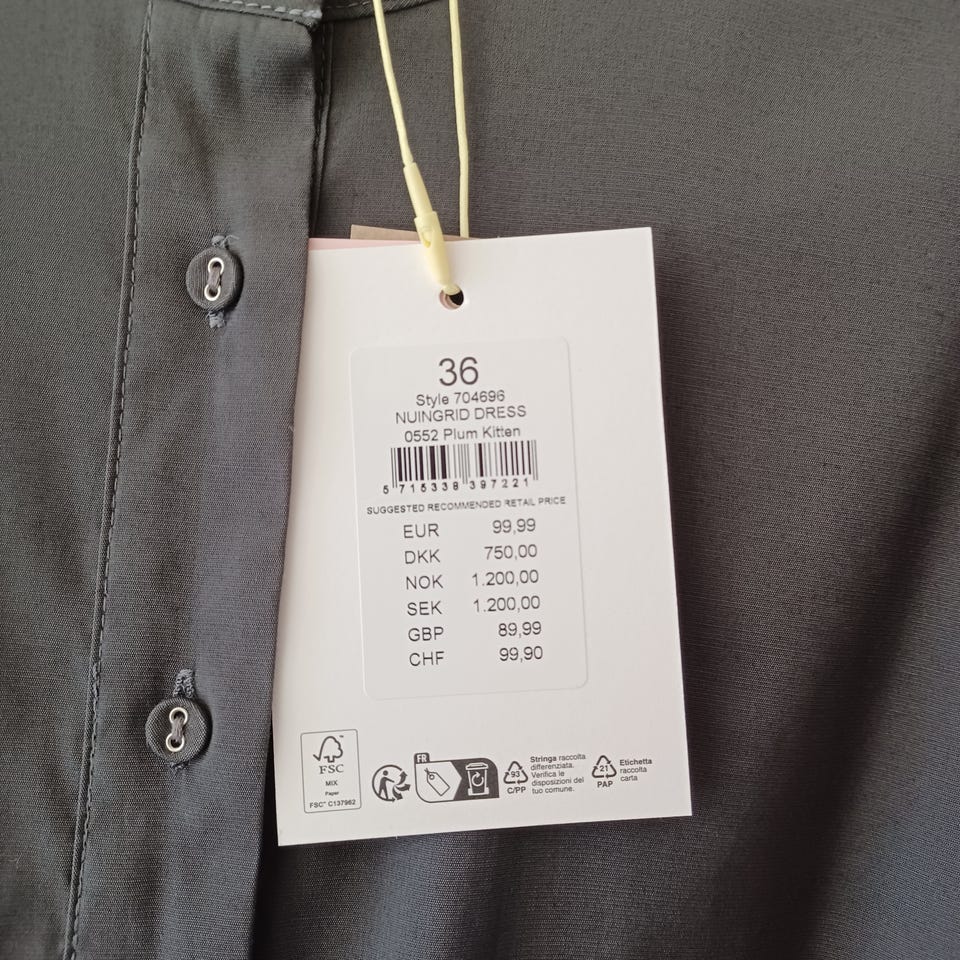 36
Style 704696
NUINGRID DRESS
0552 Plum Kitten
5 715338 397221
SUGGESTED RECOMMENDED RETAIL PRICE
EUR 99,99
DKK 750,00
NOK 1.200,00
SEK 1.200,00
GBP 89,99
CHF 99,90
FSC
MIX
Paper
FSC® C137962
FR
93
C/PP
Stringa raccolta
differenziata.
Verifica le
disposizioni del
tuo comune.
21
PAP
Etichetta
raccolta
carta